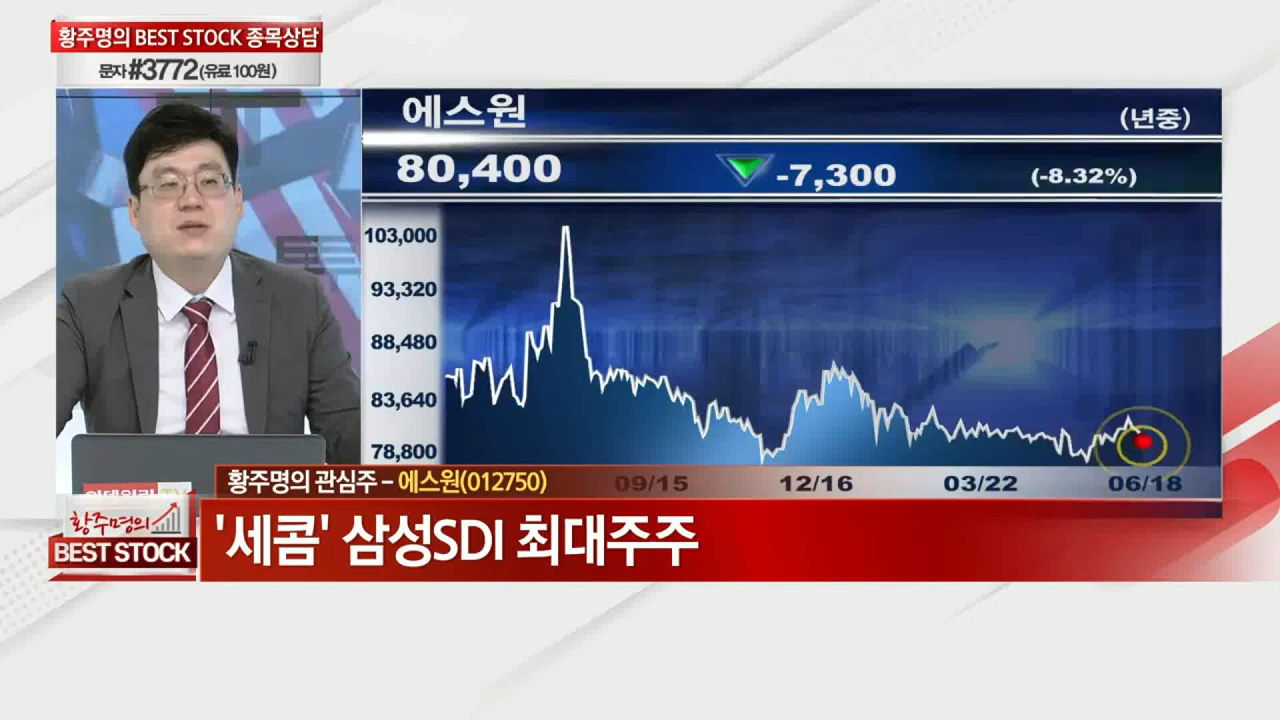 황주명의 BEST STOCK 종목상담
문자 #3772 (유료 100원)
에스원
(년중)
80,400
-7,300
(-8.32%)
103,000
93,320
88,480
83,640
78,800
09/15
12/16
03/22
06/18
황주명의 관심주 - 에스원(012750)
황주명의
BEST STOCK
'세콤' 삼성SDI 최대주주